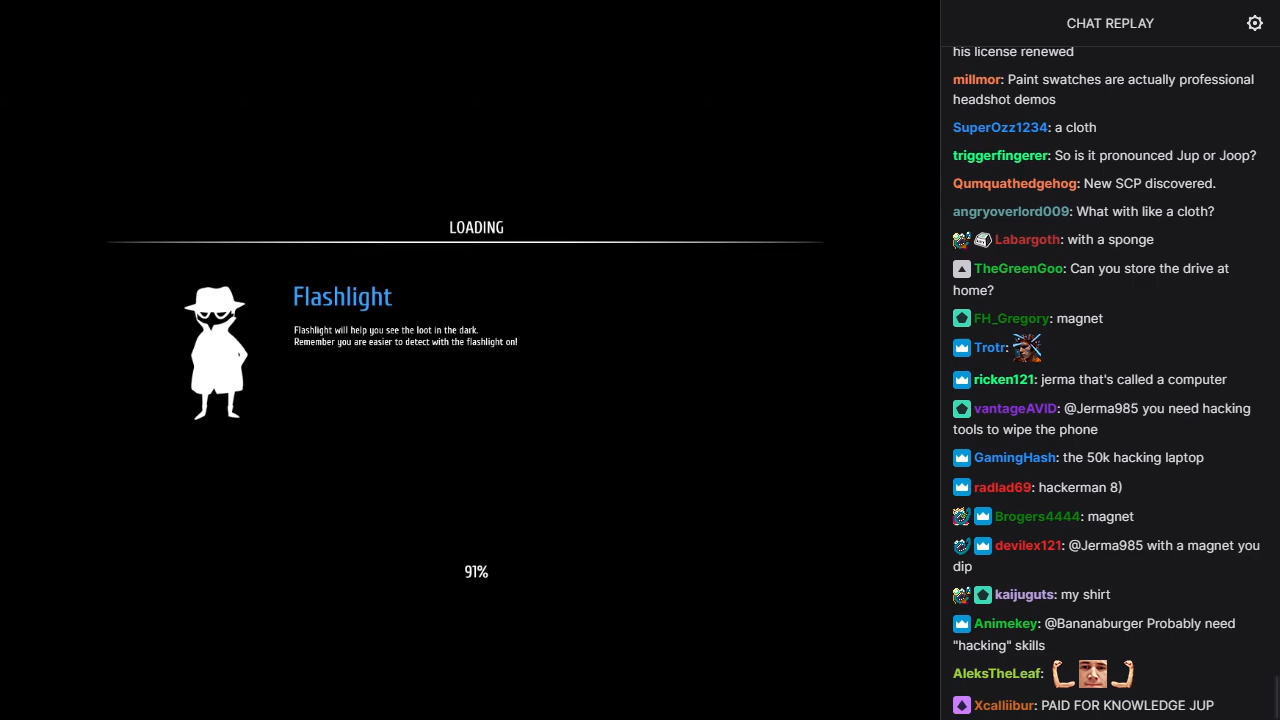 LOADING
Flashlight
Flashlight will help you see the loot in the dark.
Remember you are easier to detect with the flashlight on!
91%
CHAT REPLAY
his license renewed
millmor: Paint swatches are actually professional
headshot demos
SuperOzz1234: a cloth
triggerfingerer: So is it pronounced Jup or Joop?
Qumquathedgehog: New SCP discovered.
angryoverlord009: What with like a cloth?
Labargoth: with a sponge
TheGreenGoo: Can you store the drive at
home?
FH_Gregory: magnet
Trotr:
ricken121: jerma that's called a computer
vantageAVID: @Jerma985 you need hacking
tools to wipe the phone
GamingHash: the 50k hacking laptop
radlad69: hackerman 8)
Brogers4444: magnet
devilex121: @Jerma985 with a magnet you
dip
kaijuguts: my shirt
Animekey: @Bananaburger Probably need
"hacking" skills
AleksTheLeaf:
Xcalliibur: PAID FOR KNOWLEDGE JUP